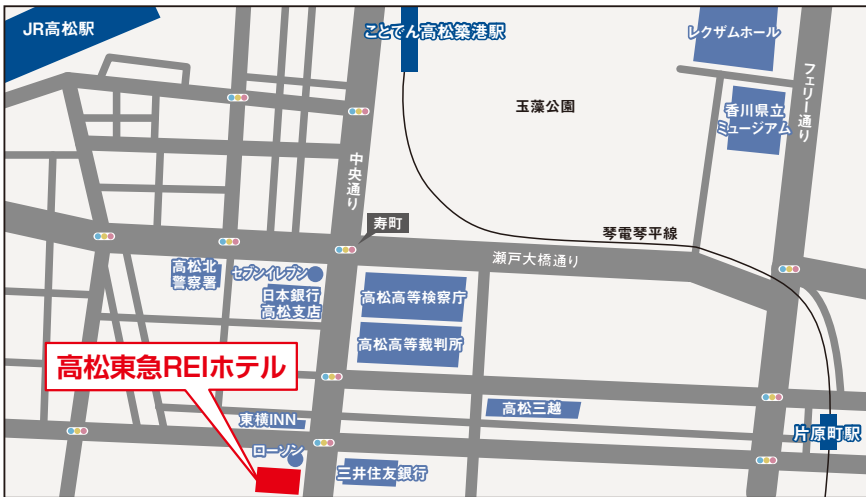 JR高松駅
ことでん高松築港駅
レクザムホール
玉藻公園
香川県立
ミュージアム
フェリー通り
中央通り
寿町
琴電琴平線
瀬戸大橋通り
高松北
警察署
セブンイレブン
日本銀行
高松支店
高松高等検察庁
高松高等裁判所
高松東急REIホテル
高松三越
東横INN
片原町駅
ローソン
三井住友銀行